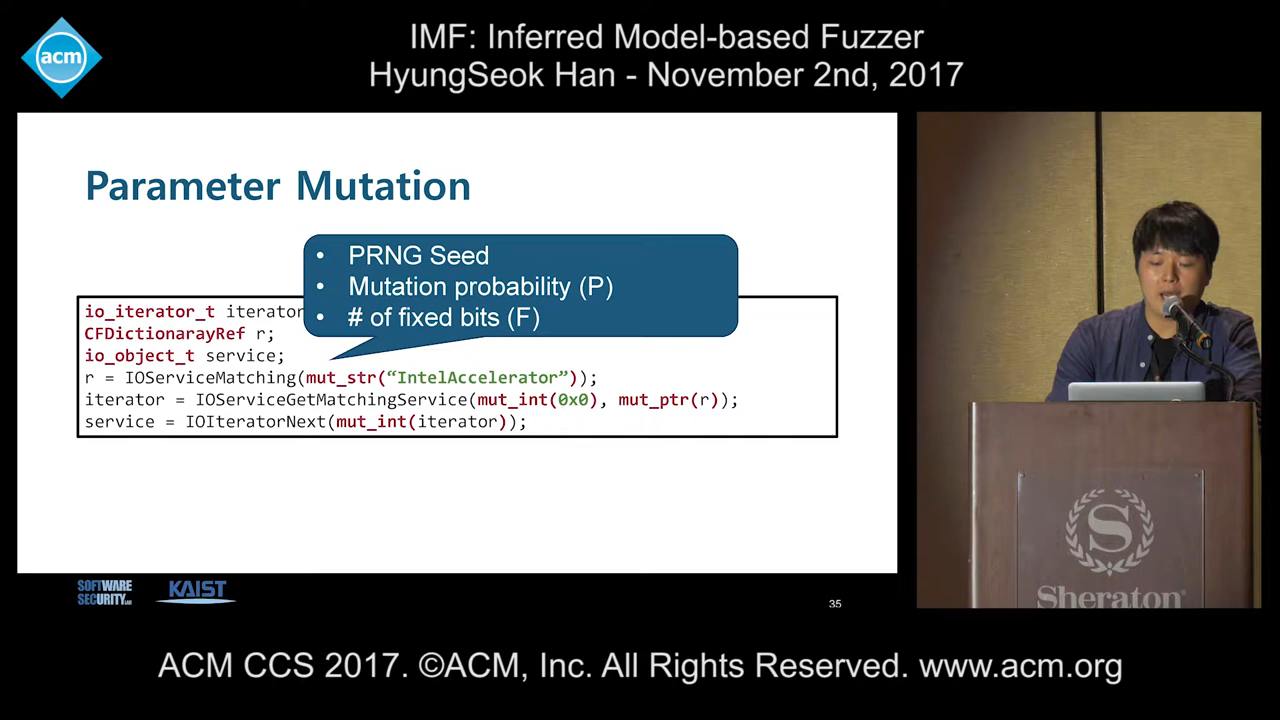 IMF: Inferred Model-based Fuzzer
HyungSeok Han - November 2nd, 2017
acm
Parameter Mutation
• PRNG Seed
• Mutation probability (P)
• # of fixed bits (F)
io_iterator_t iterator
CFDictionarayRef r;
io_object_t service;
r = IOServiceMatching(mut_str(“IntelAccelerator”));
iterator = IOServiceGetMatchingService(mut_int(0x0), mut_ptr(r));
service = IOIteratorNext(mut_int(iterator));
SOFTWARE
SECURITY
KAIST
35
S
Sheraton
ACM CCS 2017. ©ACM, Inc. All Rights Reserved. www.acm.org